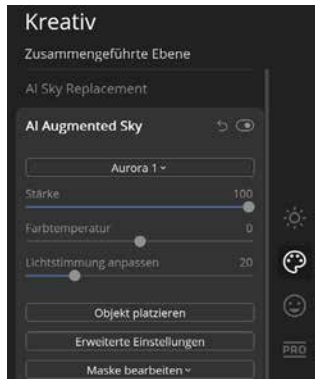 Kreativ
Zusammengeführte Ebene
AI Sky Replacement
AI Augmented Sky
Aurora 1
Stärke 100
Farbtemperatur 0
Lichtstimmung anpassen 20
Objekt platzieren
Erweiterte Einstellungen
PRO
Maske bearbeiten